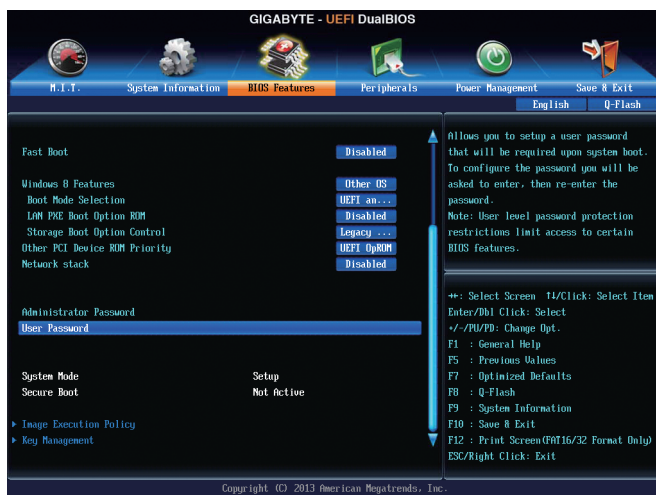 GIGABYTE - UEFI DualBIOS
M.I.T. System Information BIOS Features Peripherals Power Management Save & Exit
English Q-Flash
Fast Boot Disabled
Windows 8 Features Other OS
Boot Mode Selection UEFI an...
LAN PXE Boot Option ROM Disabled
Storage Boot Option Control Legacy ...
Other PCI Device ROM Priority UEFI OpROM
Network stack Disabled
Administrator Password
User Password
System Mode Setup
Secure Boot Not Active
Image Execution Policy
Key Management
Allows you to setup a user password
that will be required upon system boot.
To configure the password you will be
asked to enter, then re-enter the
password.
Note: User level password protection
restrictions limit access to certain
BIOS features.
→←: Select Screen ↑↓/Click: Select Item
Enter/Dbl Click: Select
+/-/PU/PD: Change Opt.
F1 : General Help
F5 : Previous Values
F7 : Optimized Defaults
F8 : Q-Flash
F9 : System Information
F10 : Save & Exit
F12 : Print Screen(FAT16/32 Format Only)
ESC/Right Click: Exit
Copyright (C) 2013 American Megatrends, Inc.